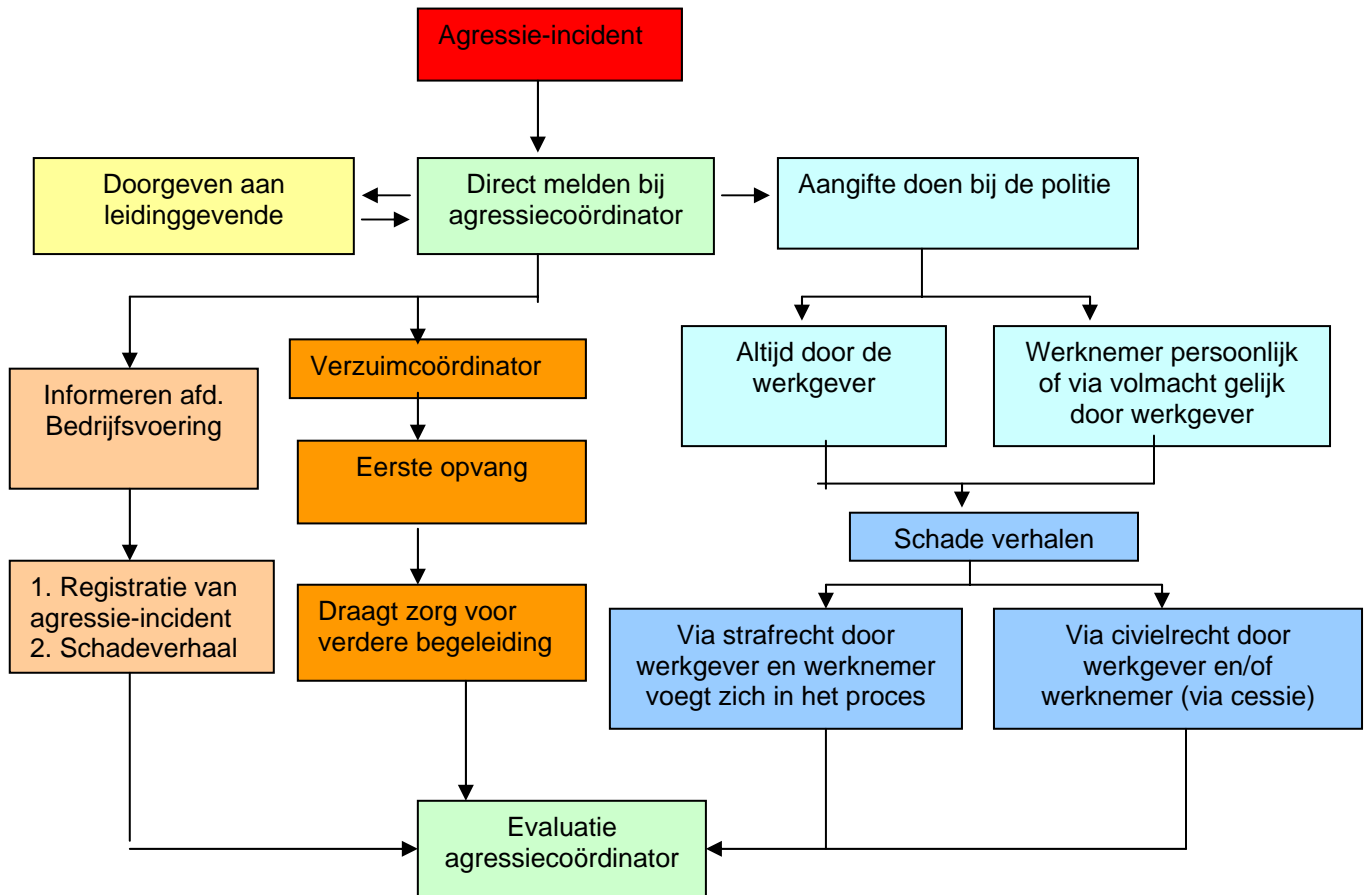 Agressie-incident
Doorgeven aan
leidinggevende
Direct melden bij
agressiecoördinator
Aangifte doen bij de politie
Informeren afd.
Bedrijfsvoering
Verzuimcoördinator
Altijd door de
werkgever
Werknemer persoonlijk
of via volmacht gelijk
door werkgever
Eerste opvang
Schade verhalen
1. Registratie van
agressie-incident
2. Schadeverhaal
Draagt zorg voor
verdere begeleiding
Via strafrecht door
werkgever en werknemer
voegt zich in het proces
Via civielrecht door
werkgever en/of
werknemer (via cessie)
Evaluatie
agressiecoördinator